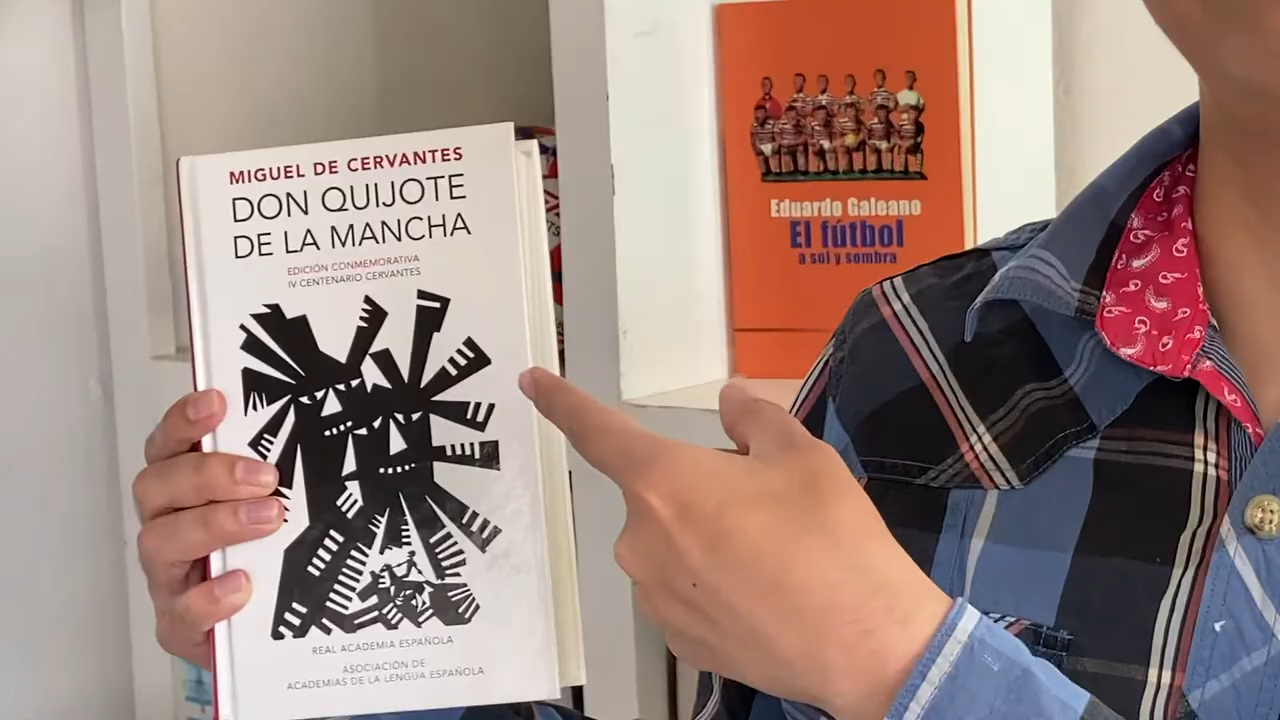 MIGUEL DE CERVANTES
DON QUIJOTE
DE LA MANCHA
EDICIÓN CONMEMORATIVA
IV CENTENARIO CERVANTES
REAL ACADEMIA ESPAÑOLA
ASOCIACIÓN DE
ACADEMIAS DE LA LENGUA ESPAÑOLA
Eduardo Galeano
El fútbol
a sol y sombra